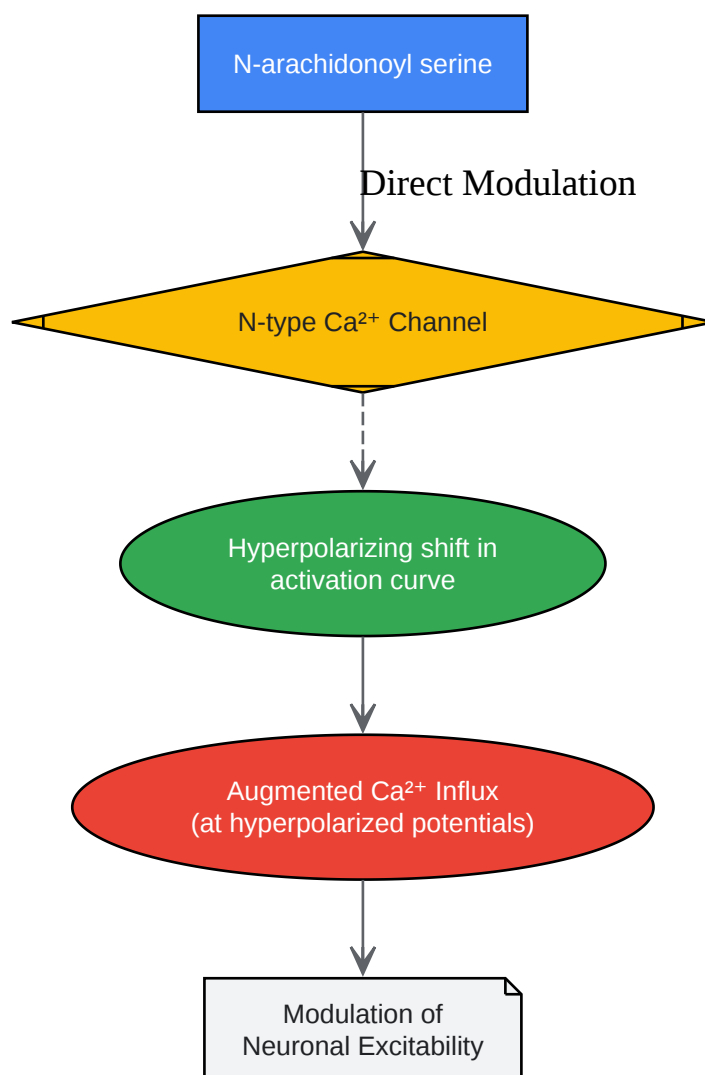 N-arachidonoyl serine
Direct Modulation
N-type Ca²⁺ Channel
Hyperpolarizing shift in
activation curve
Augmented Ca²⁺ Influx
(at hyperpolarized potentials)
Modulation of
Neuronal Excitability